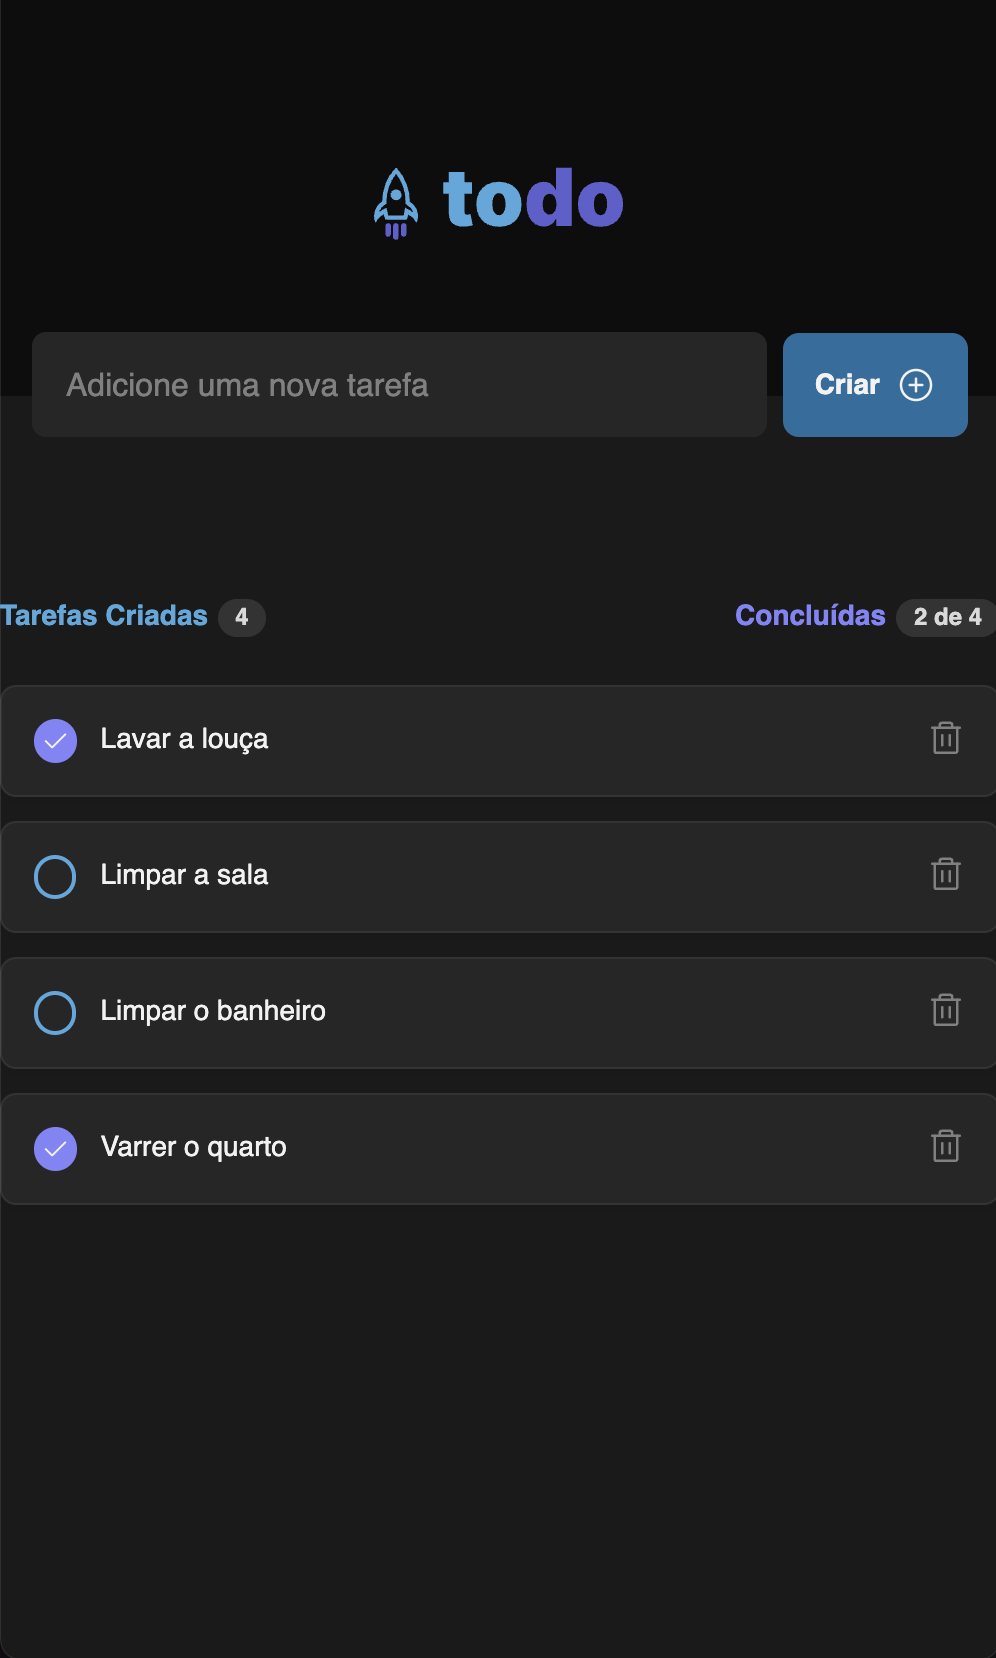 todo
Adicione uma nova tarefa
Criar
Tarefas Criadas 4
Concluídas 2 de 4
Lavar a louça
Limpar a sala
Limpar o banheiro
Varrer o quarto